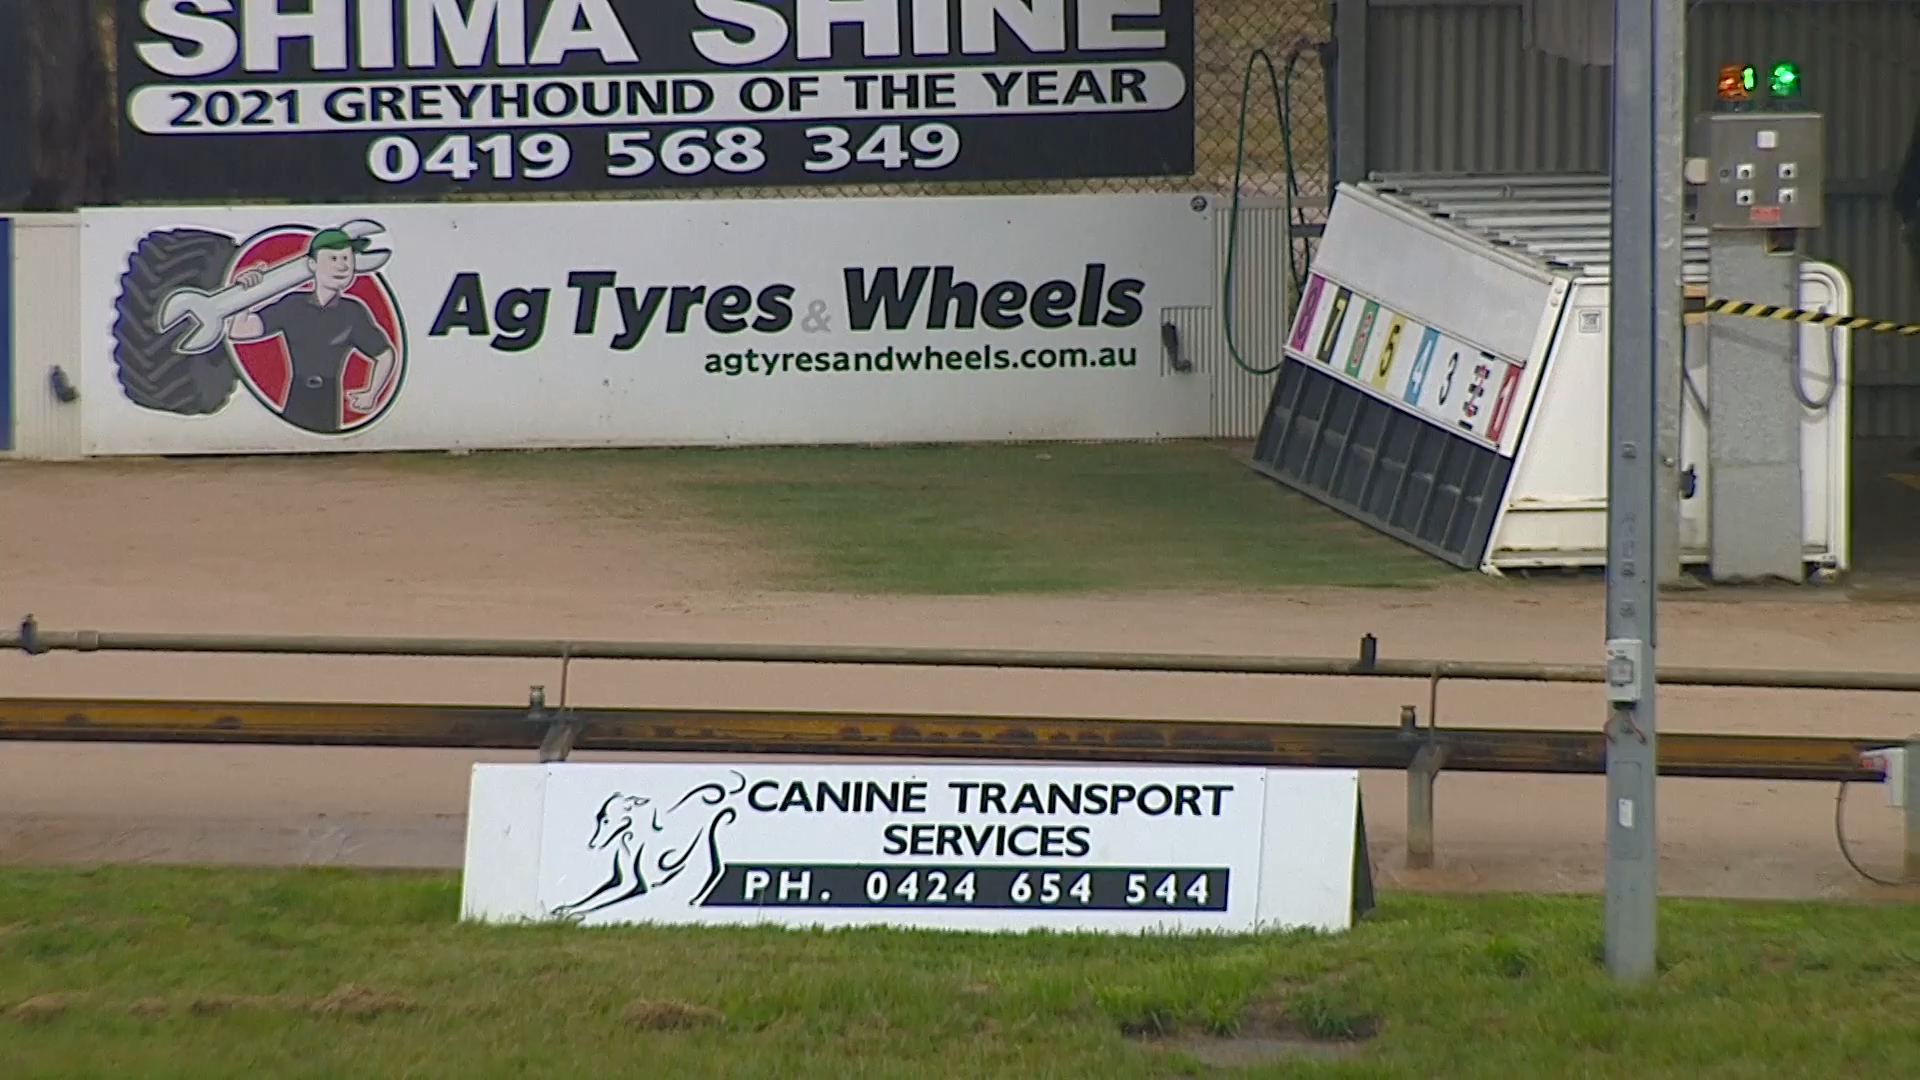 SHIMA SHINE
2021 GREYHOUND OF THE YEAR
0419 568 349
Ag Tyres & Wheels
agtyresandwheels.com.au
8 7 6 5 4 3 2 1
CANINE TRANSPORT
SERVICES
PH. 0424 654 544